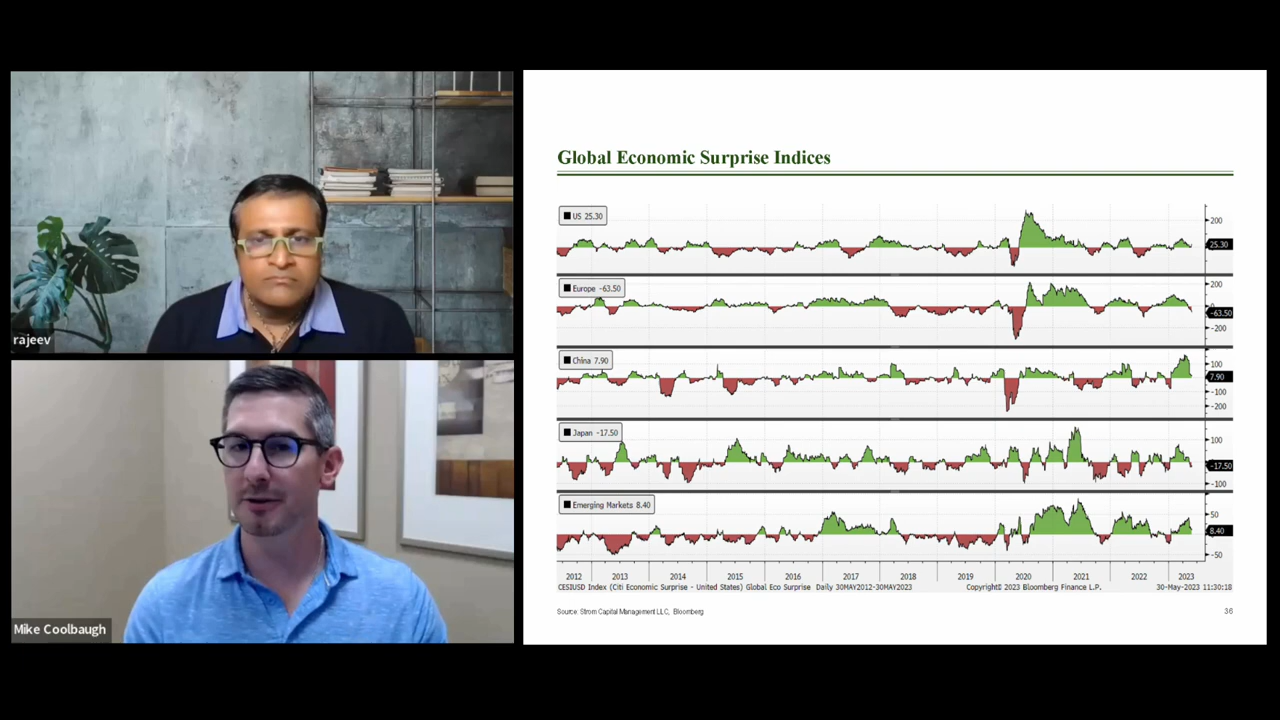 rajeev
Mike Coolbaugh
Global Economic Surprise Indices
US 25.30
200
25.30
Europe -63.50
200
0
-63.50
-200
China 7.90
100
7.90
-100
-200
Japan -17.50
100
-17.50
-100
Emerging Markets 8.40
50
8.40
-50
2012 2013 2014 2015 2016 2017 2018 2019 2020 2021 2022 2023
CESIUSD Index (Citi Economic Surprise - United States) Global Eco Surprise Daily 30MAY2012-30MAY2023 Copyright© 2023 Bloomberg Finance L.P. 30-May-2023 11:30:18
Source: Strom Capital Management LLC, Bloomberg
36